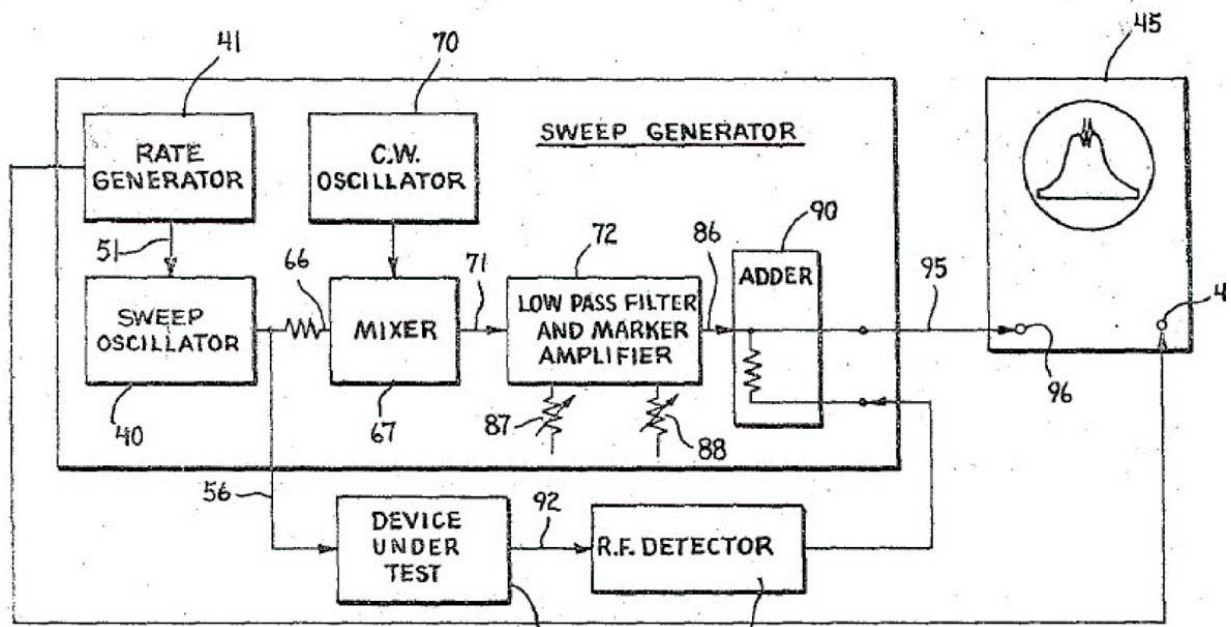 41
70
45
RATE
GENERATOR
C.W.
OSCILLATOR
SWEEP GENERATOR
51
66
71
72
86
90
95
SWEEP
OSCILLATOR
MIXER
LOW PASS FILTER
AND MARKER
AMPLIFIER
ADDER
4
96
40
67
87
88
56
DEVICE
UNDER
TEST
92
R.F. DETECTOR